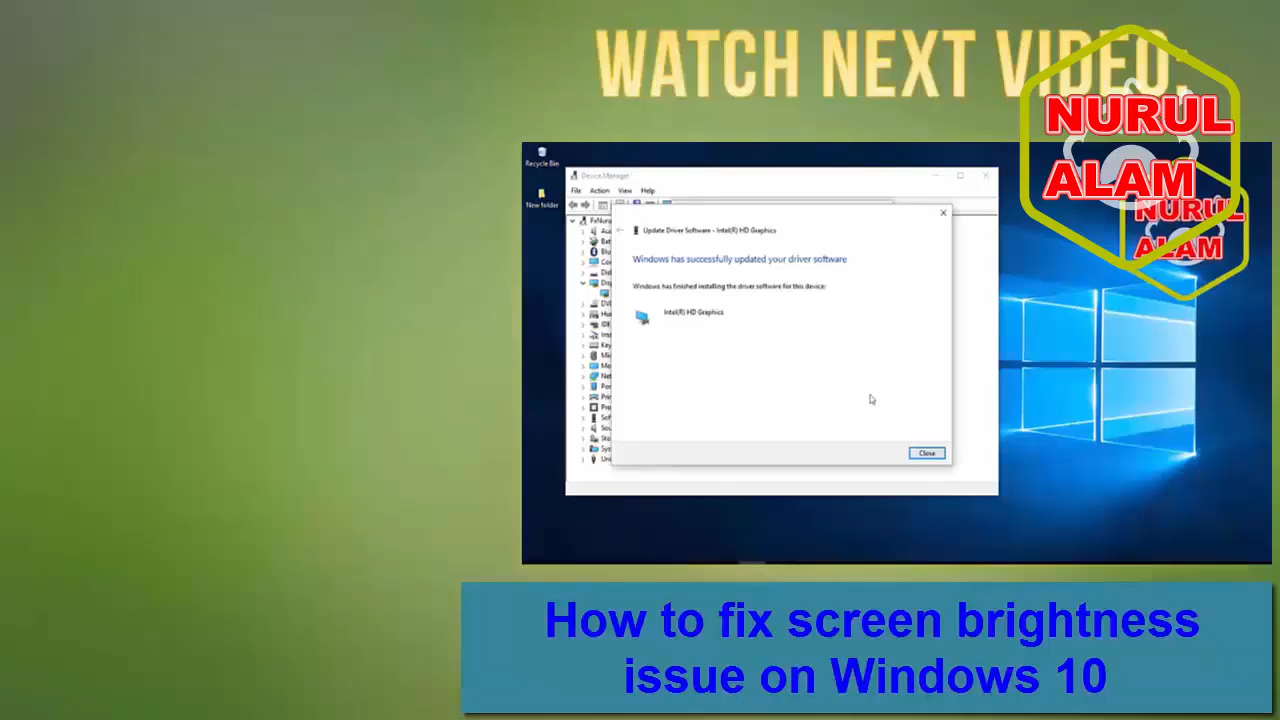 WATCH NEXT VIDEO:
NURUL
ALAM
NURUL
ALAM
Recycle Bin
New folder
Device Manager
File Action View Help
Update Driver Software - Intel(R) HD Graphics
Windows has successfully updated your driver software
Windows has finished installing the driver software for this device:
Intel(R) HD Graphics
Close
How to fix screen brightness
issue on Windows 10